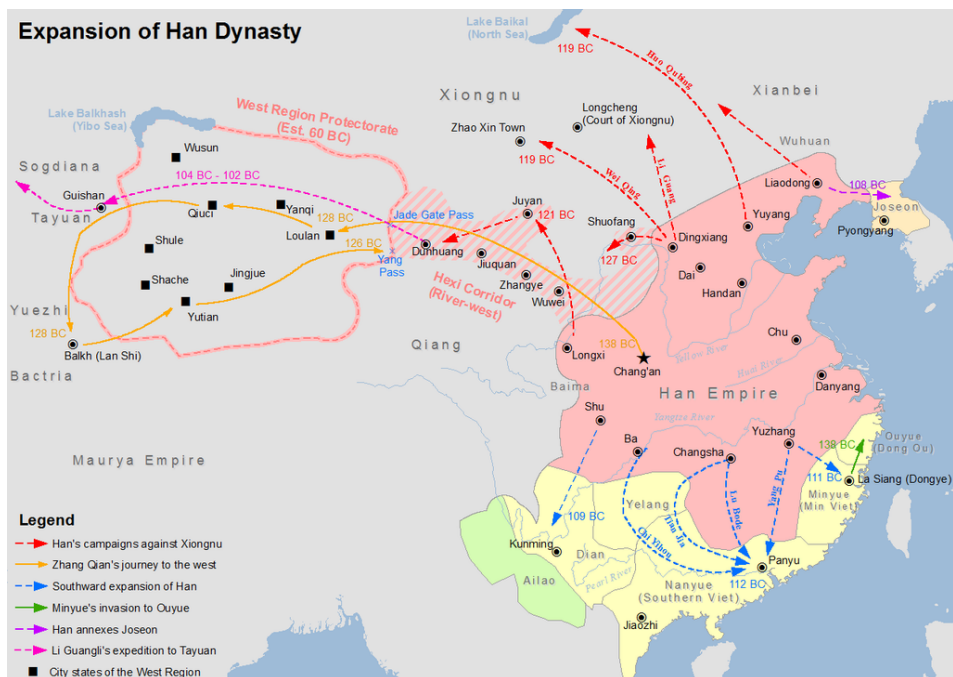 Expansion of Han Dynasty
Lake Baikal
(North Sea)
119 BC
Huo Qubing
Xianbei
Xiongnu
Longcheng
(Court of Xiongnu)
Zhao Xin Town
119 BC
Wei Qing
Li Guang
Wuhuan
Lake Balkhash
(Yibo Sea)
West Region Protectorate
(Est. 60 BC)
Wusun
Sogdiana
104 BC - 102 BC
Guishan
Tayuan
Qiuci
Yanqi
Loulan
128 BC
Jade Gate Pass
Juyan
121 BC
Shuofang
127 BC
Dingxiang
Yuyang
Liaodong
108 BC
Joseon
Pyongyang
Shule
126 BC
Yang
Pass
Dunhuang
Jiuquan
Zhangye
Wuwei
Dai
Handan
Shache
Jingjue
Yutian
Hexi Corridor
(River-west)
Yuezhi
128 BC
Balkh (Lan Shi)
Bactria
Qiang
Longxi
138 BC
Chang'an
Yellow River
Huai River
Chu
Danyang
Baima
Han Empire
Shu
Yangtze River
Ba
Changsha
Yuzhang
138 BC
Ouyue
(Dong Ou)
111 BC
La Siang (Dongye)
Minyue
(Min Viet)
Maurya Empire
109 BC
Yelang
Chi Yihou
Tian Jia
Lu Bode
Yang Pu
Kunming
Dian
Ailao
Pearl River
Panyu
112 BC
Nanyue
(Southern Viet)
Jiaozhi
Legend
Han's campaigns against Xiongnu
Zhang Qian's journey to the west
Southward expansion of Han
Minyue's invasion to Ouyue
Han annexes Joseon
Li Guangli's expedition to Tayuan
City states of the West Region